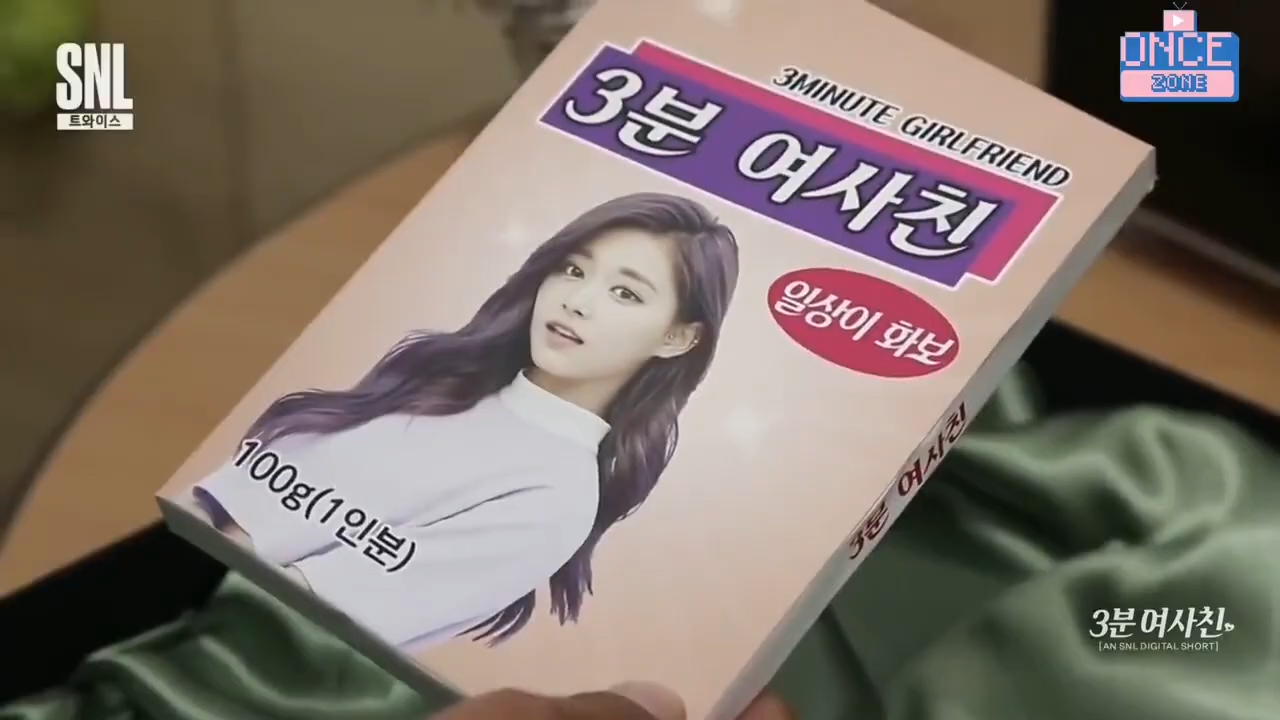 SNL
트와이스
ONCE
ZONE
3MINUTE GIRLFRIEND
3분 여사친
일상이 화보
100g(1인분)
3분 여사친
3분 여사친
[AN SNL DIGITAL SHORT]